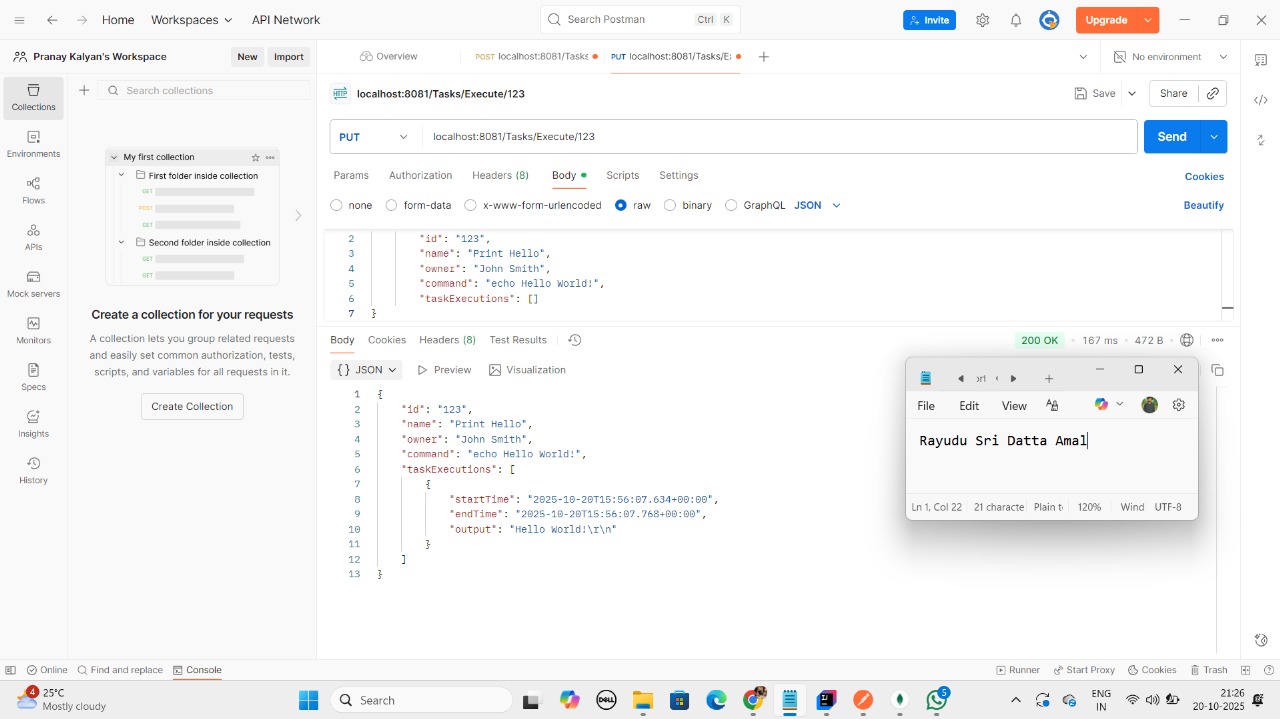 Home Workspaces API Network
Search Postman Ctrl K
Invite Upgrade
Pranay Kalyan's Workspace New Import
Overview POST localhost:8081/Tasks PUT localhost:8081/Tasks/E No environment
Collections
Environments
Flows
APIs
Mock servers
Monitors
Specs
Insights
History
Search collections
My first collection
First folder inside collection
GET
POST
GET
Second folder inside collection
GET
GET
Create a collection for your requests
A collection lets you group related requests
and easily set common authorization, tests,
scripts, and variables for all requests in it.
Create Collection
HTTP localhost:8081/Tasks/Execute/123 Save Share
PUT localhost:8081/Tasks/Execute/123 Send
Params Authorization Headers (8) Body Scripts Settings Cookies
none form-data x-www-form-urlencoded raw binary GraphQL JSON Beautify
2 "id": "123",
3 "name": "Print Hello",
4 "owner": "John Smith",
5 "command": "echo Hello World!",
6 "taskExecutions": []
7 }
Body Cookies Headers (8) Test Results 200 OK 167 ms 472 B
{ } JSON Preview Visualization
1 {
2 "id": "123",
3 "name": "Print Hello",
4 "owner": "John Smith",
5 "command": "echo Hello World!",
6 "taskExecutions": [
7 {
8 "startTime": "2025-10-20T15:56:07.634+00:00",
9 "endTime": "2025-10-20T15:56:07.768+00:00",
10 "output": "Hello World!\r\n"
11 }
12 ]
13 }
File Edit View
Rayudu Sri Datta Amal
Ln 1, Col 22 21 characte Plain t 120% Wind UTF-8
Online Find and replace Console Runner Start Proxy Cookies Trash
4 25°C
Mostly cloudy
Search
DELL
5
ENG
IN
21:26
20-10-2025